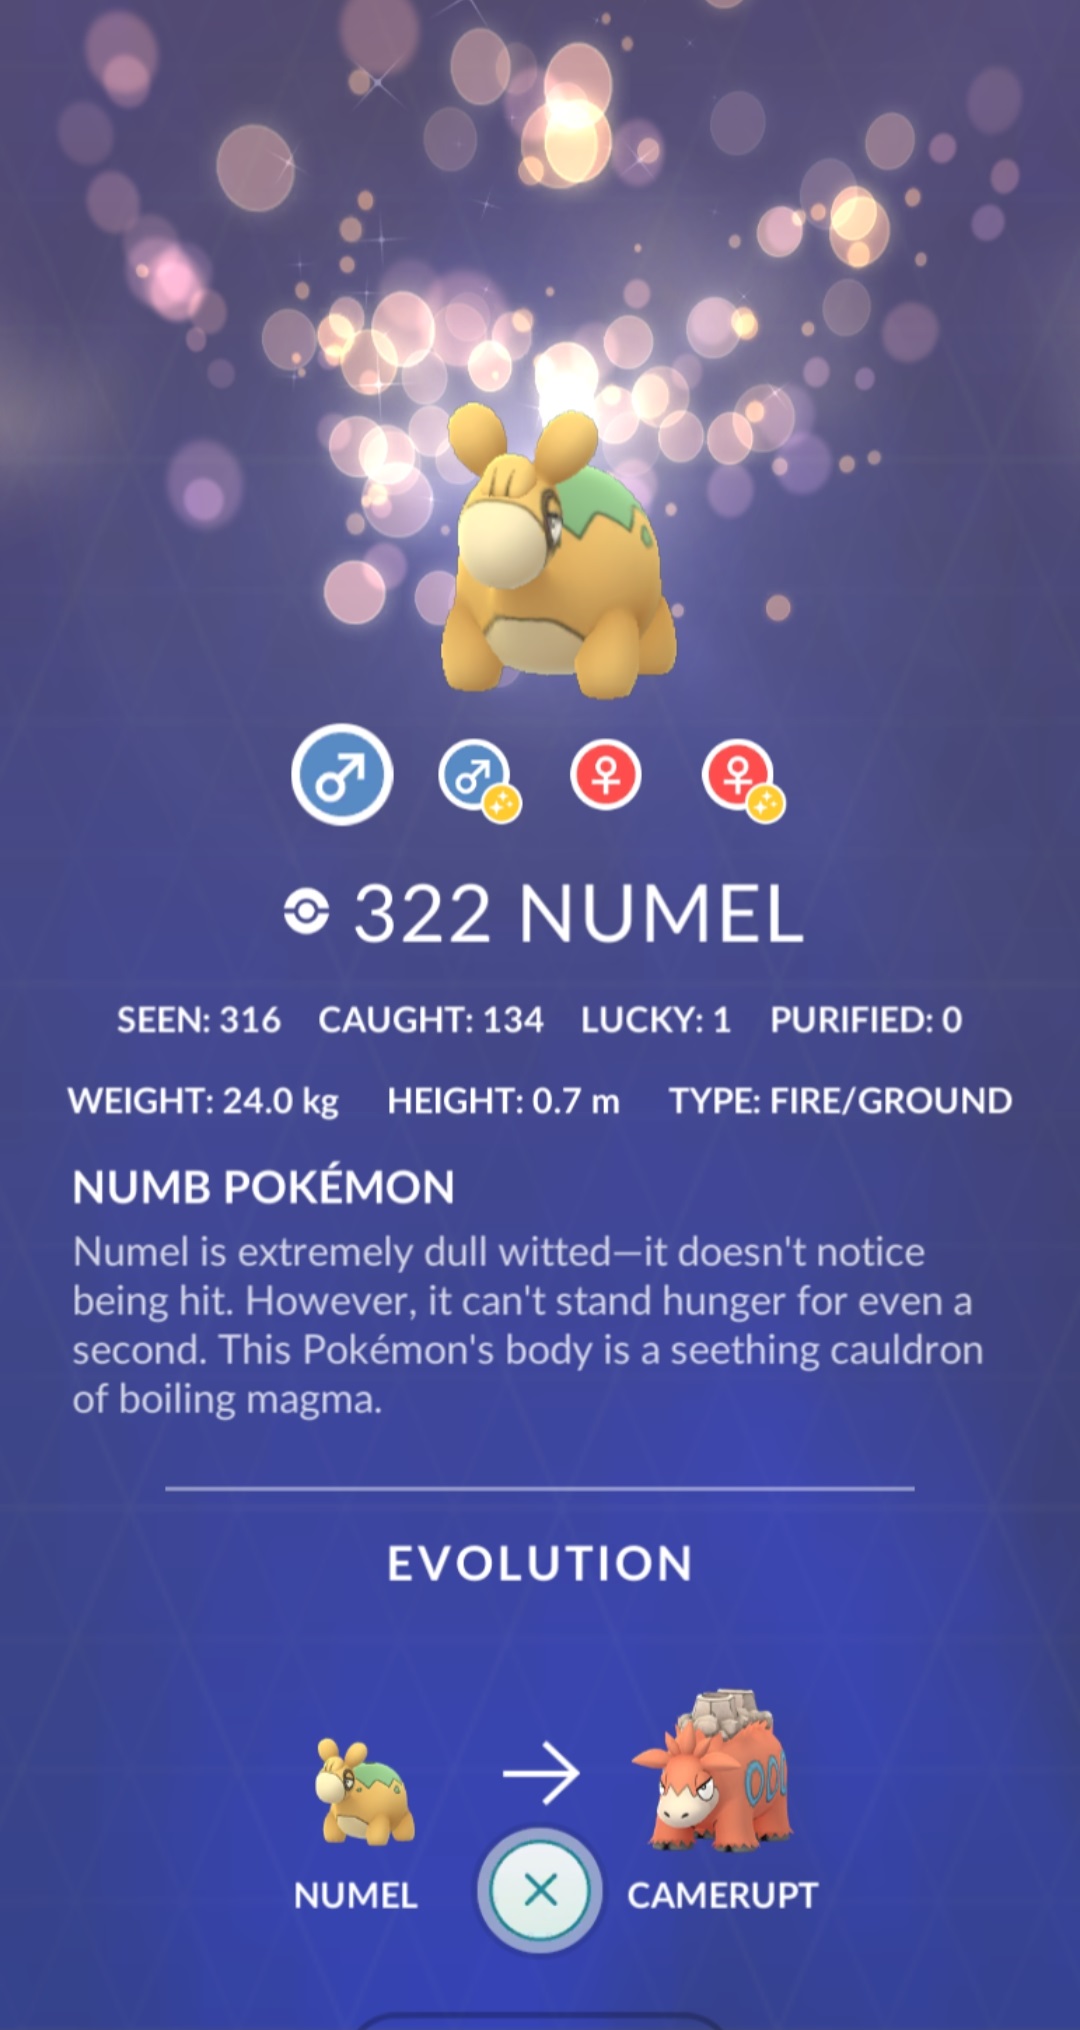 322 NUMEL
SEEN: 316 CAUGHT: 134 LUCKY: 1 PURIFIED: 0
WEIGHT: 24.0 kg HEIGHT: 0.7 m TYPE: FIRE/GROUND
NUMB POKÉMON
Numel is extremely dull witted—it doesn't notice
being hit. However, it can't stand hunger for even a
second. This Pokémon's body is a seething cauldron
of boiling magma.
EVOLUTION
NUMEL CAMERUPT